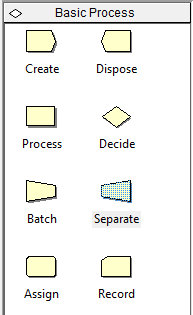 Basic Process
Create Dispose
Process Decide
Batch Separate
Assign Record